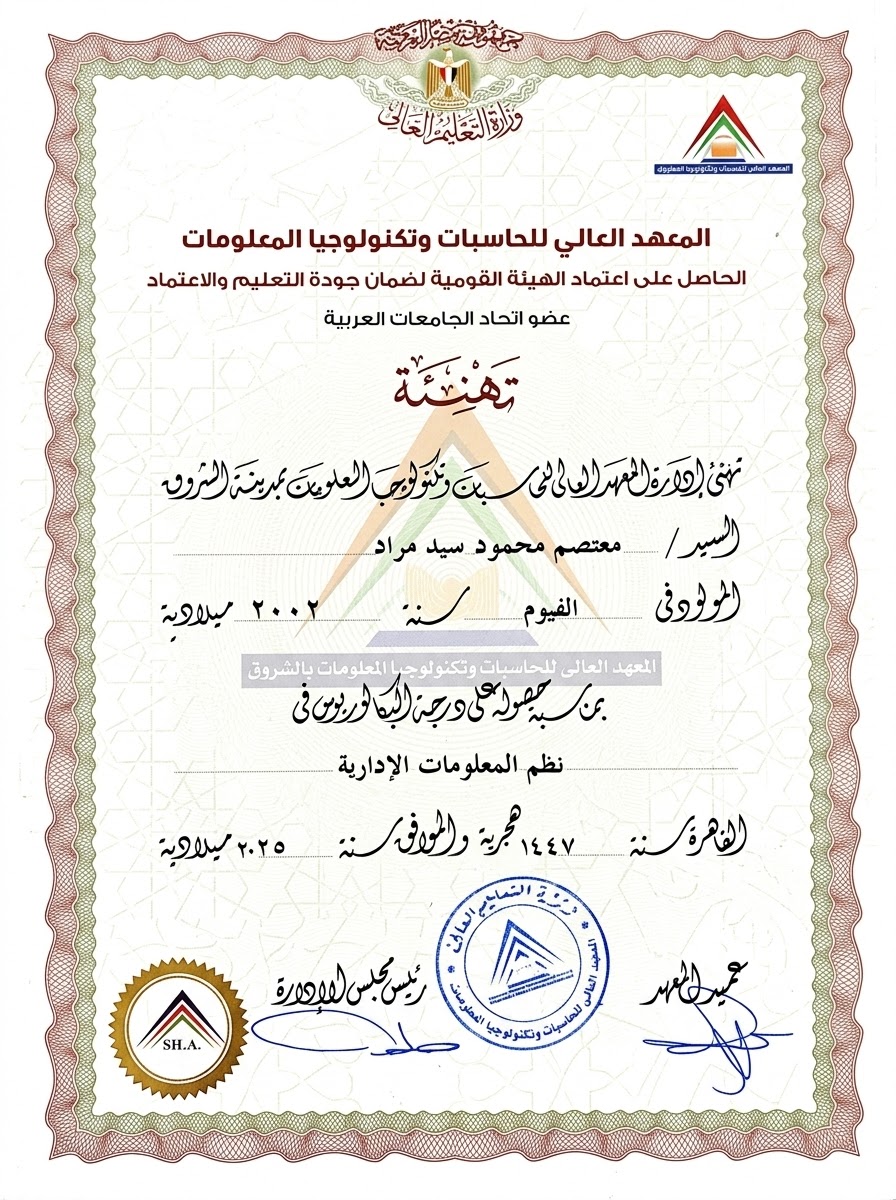 جمهورية مصر العربية
وزارة التعليم العالي
المعهد العالي للحاسبات وتكنولوجيا المعلومات
المعهد العالي للحاسبات وتكنولوجيا المعلومات
الحاصل على اعتماد الهيئة القومية لضمان جودة التعليم والاعتماد
عضو اتحاد الجامعات العربية
تهنئة
تهنئ إدارة المعهد العالى للحاسبات وتكنولوجيا المعلومات بمدينة الشروق
السيد / معتصم محمود سيد مراد
المولود فى الفيوم سنة ٢٠٠٢ ميلادية
المعهد العالى للحاسبات وتكنولوجيا المعلومات بالشروق
بمناسبة حصوله على درجة البكالوريوس فى
نظم المعلومات الإدارية
القاهرة سنة ١٤٤٧ هجرية والموافق سنة ٢٠٢٥ ميلادية
عميد المعهد
رئيس مجلس الإدارة
وزارة التعليم العالى
المعهد العالى للحاسبات وتكنولوجيا المعلومات
SH.A.